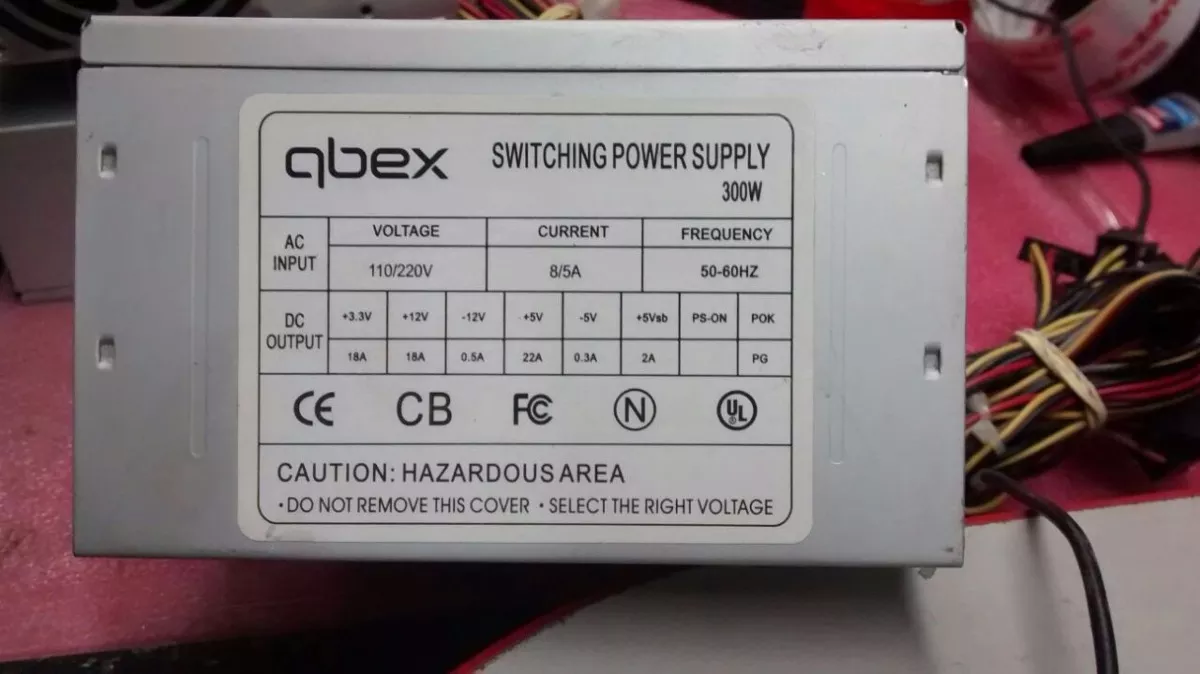 qbex SWITCHING POWER SUPPLY
300W
AC INPUT VOLTAGE CURRENT FREQUENCY
110/220V 8/5A 50-60HZ
DC OUTPUT +3.3V +12V -12V +5V -5V +5Vsb PS-ON POK
18A 18A 0.5A 22A 0.3A 2A PG
CE CB FC N UL
CAUTION: HAZARDOUS AREA
·DO NOT REMOVE THIS COVER ·SELECT THE RIGHT VOLTAGE